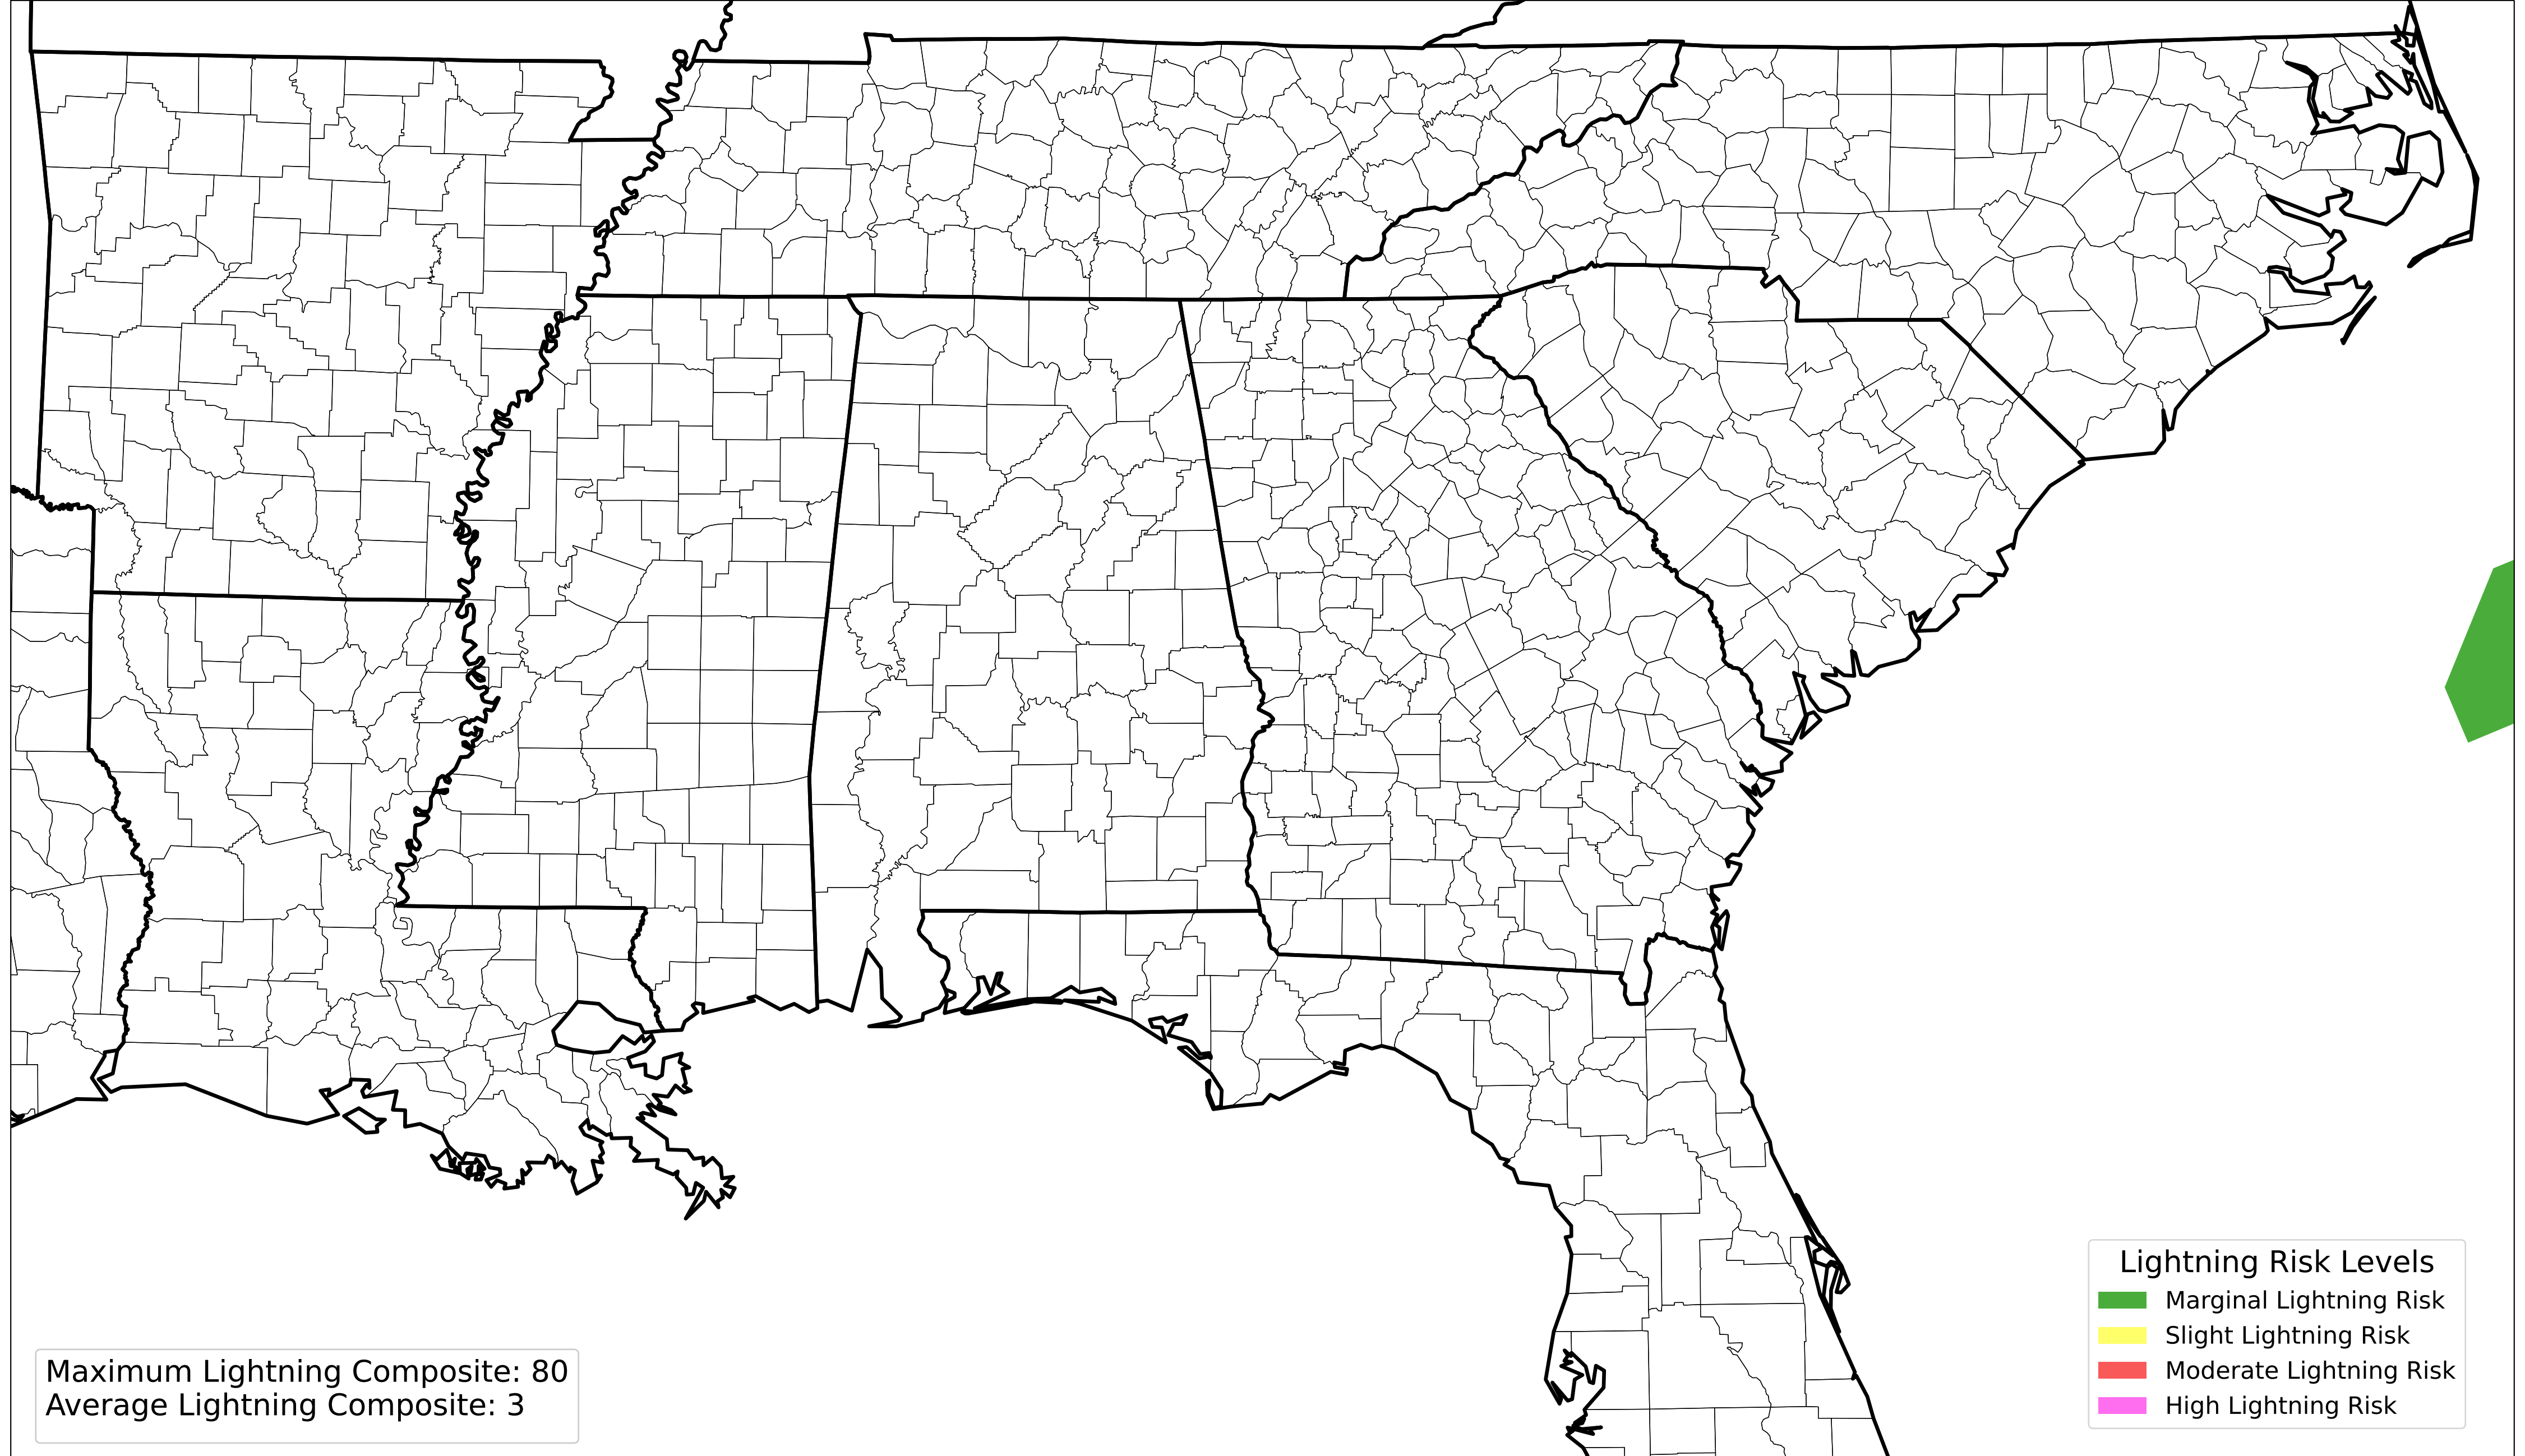 Maximum Lightning Composite: 80
Average Lightning Composite: 3
Lightning Risk Levels
Marginal Lightning Risk
Slight Lightning Risk
Moderate Lightning Risk
High Lightning Risk